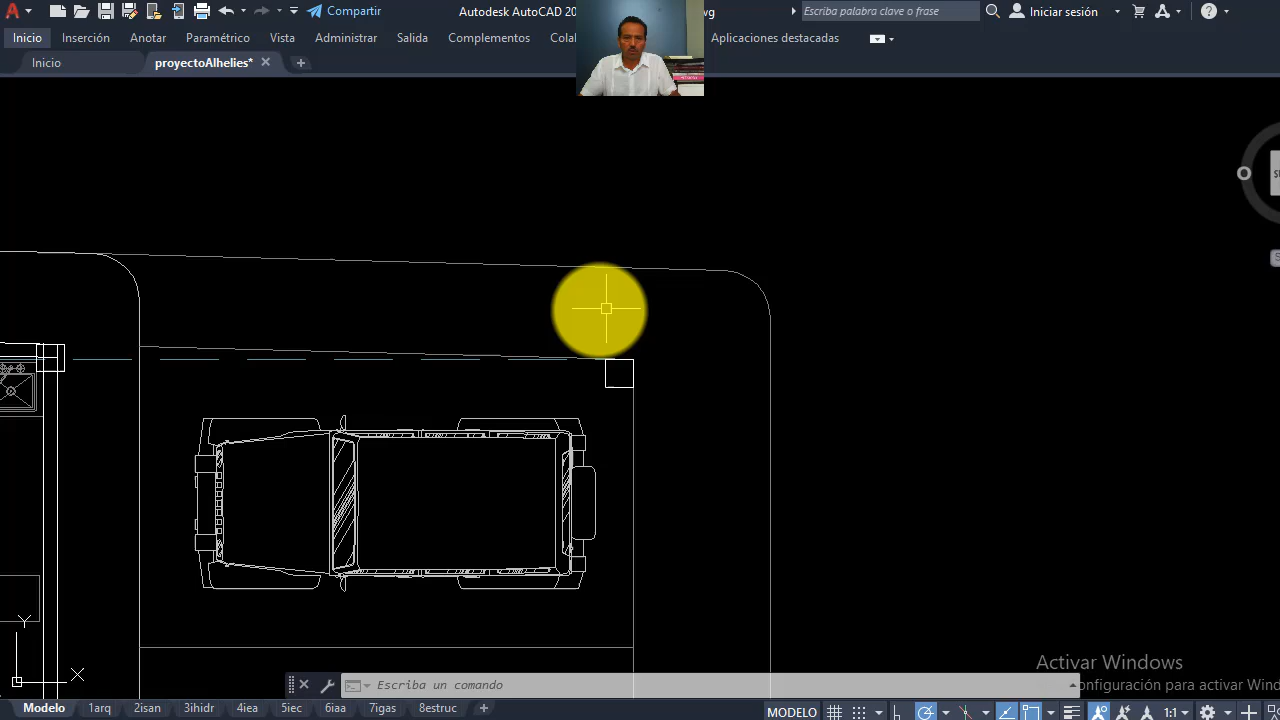 Compartir
Autodesk AutoCAD 20
wg
Escriba palabra clave o frase
Iniciar sesión
Inicio
Inserción
Anotar
Paramétrico
Vista
Administrar
Salida
Complementos
Colab
Aplicaciones destacadas
Inicio
proyectoAlhelies*
O
Y
X
Activar Windows
onfiguración para activar Wind
Escriba un comando
Modelo
1arq
2isan
3ihidr
4iea
5iec
6iaa
7igas
8estruc
MODELO
1:1